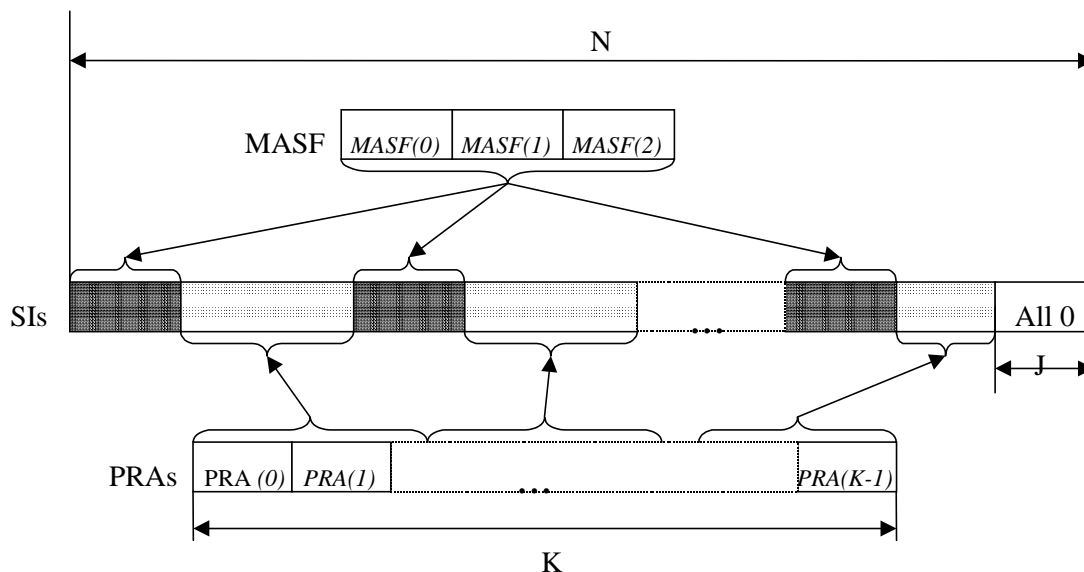 N
MASF
MASF(0) MASF(1) MASF(2)
SIs
...
All 0
J
PRAs
PRA (0) PRA(1) ... PRA(K-1)
K